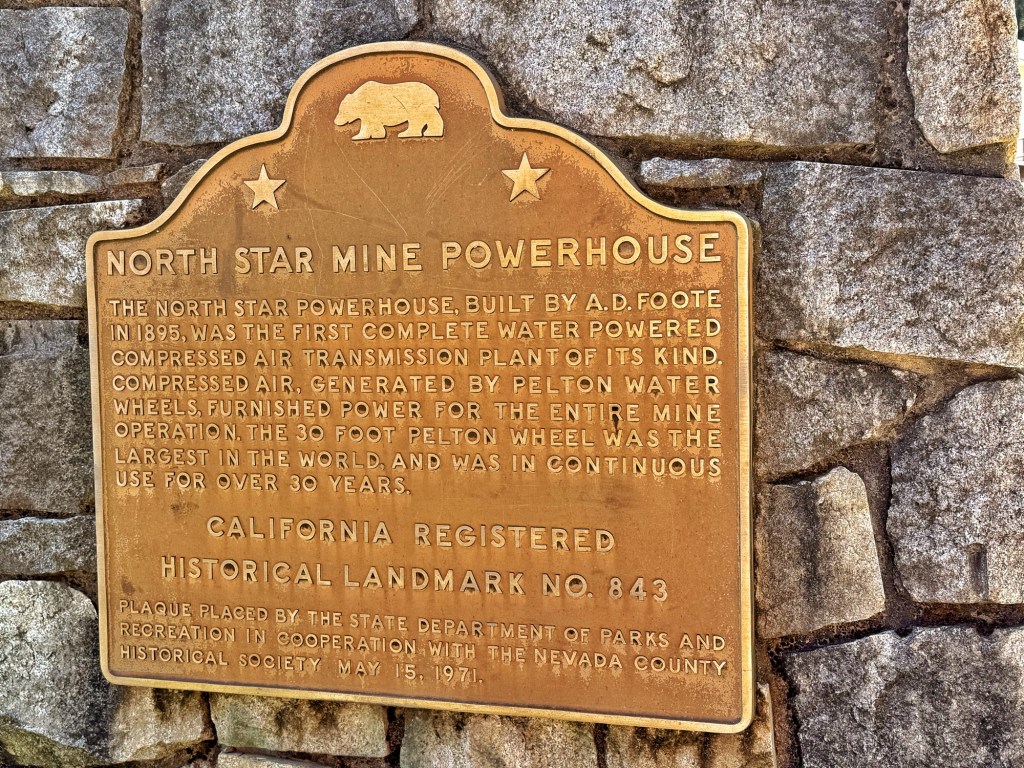 NORTH STAR MINE POWERHOUSE
THE NORTH STAR POWERHOUSE, BUILT BY A.D. FOOTE
IN 1895, WAS THE FIRST COMPLETE WATER POWERED
COMPRESSED AIR TRANSMISSION PLANT OF ITS KIND.
COMPRESSED AIR, GENERATED BY PELTON WATER
WHEELS, FURNISHED POWER FOR THE ENTIRE MINE
OPERATION. THE 30 FOOT PELTON WHEEL WAS THE
LARGEST IN THE WORLD, AND WAS IN CONTINUOUS
USE FOR OVER 30 YEARS.
CALIFORNIA REGISTERED
HISTORICAL LANDMARK NO. 843
PLAQUE PLACED BY THE STATE DEPARTMENT OF PARKS AND
RECREATION IN COOPERATION WITH THE NEVADA COUNTY
HISTORICAL SOCIETY MAY 15, 1971.